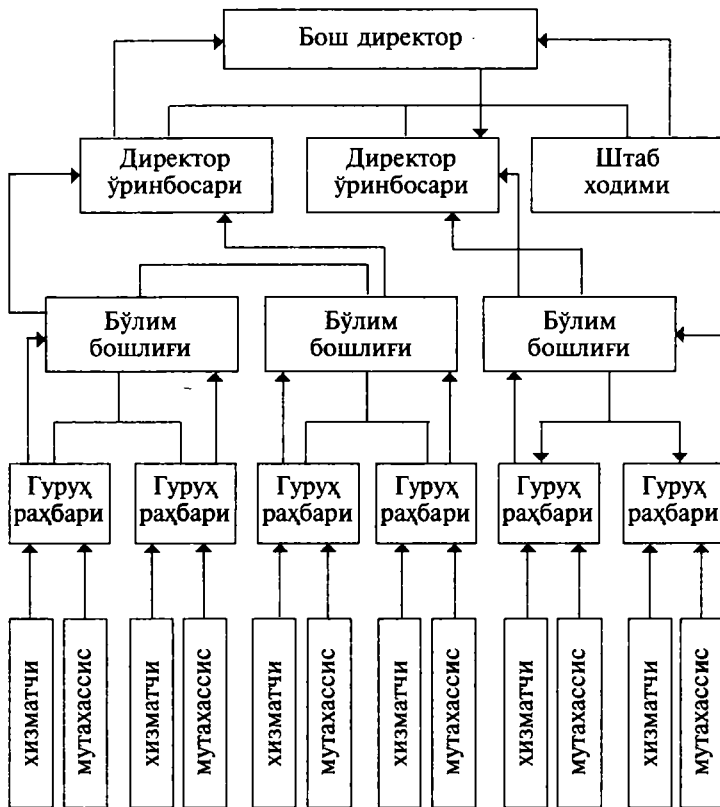 Бош директор
Директор
ўринбосари
Директор
ўринбосари
Штаб
ходими
Бўлим
бошлиғи
Бўлим
бошлиғи
Бўлим
бошлиғи
Гуруҳ
раҳбари
Гуруҳ
раҳбари
Гуруҳ
раҳбари
Гуруҳ
раҳбари
Гуруҳ
раҳбари
Гуруҳ
раҳбари
хизматчи
мутахассис
хизматчи
мутахассис
хизматчи
мутахассис
хизматчи
мутахассис
хизматчи
мутахассис
хизматчи
мутахассис